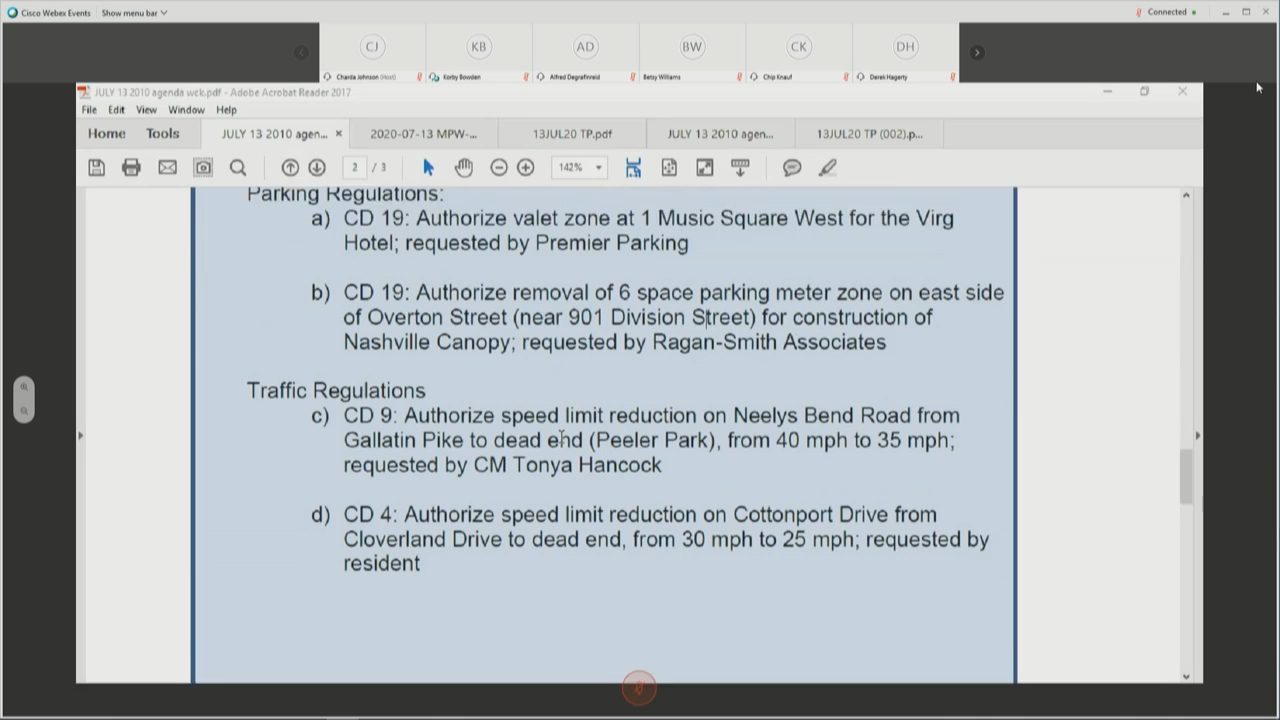 Cisco Webex Events Show menu bar Connected
CJ KB AD BW CK DH
Charda Johnson (Host) Korby Bowden Alfred Degrafinreid Betsy Williams Chip Knauf Derek Hagerty
JULY 13 2010 agenda wck.pdf - Adobe Acrobat Reader 2017
File Edit View Window Help
Home Tools JULY 13 2010 agen... 2020-07-13 MPW-... 13JUL20 TP.pdf JULY 13 2010 agen... 13JUL20 TP (002).p...
2 / 3 142%
Parking Regulations:
a) CD 19: Authorize valet zone at 1 Music Square West for the Virg
Hotel; requested by Premier Parking
b) CD 19: Authorize removal of 6 space parking meter zone on east side
of Overton Street (near 901 Division Street) for construction of
Nashville Canopy; requested by Ragan-Smith Associates
Traffic Regulations
c) CD 9: Authorize speed limit reduction on Neelys Bend Road from
Gallatin Pike to dead end (Peeler Park), from 40 mph to 35 mph;
requested by CM Tonya Hancock
d) CD 4: Authorize speed limit reduction on Cottonport Drive from
Cloverland Drive to dead end, from 30 mph to 25 mph; requested by
resident